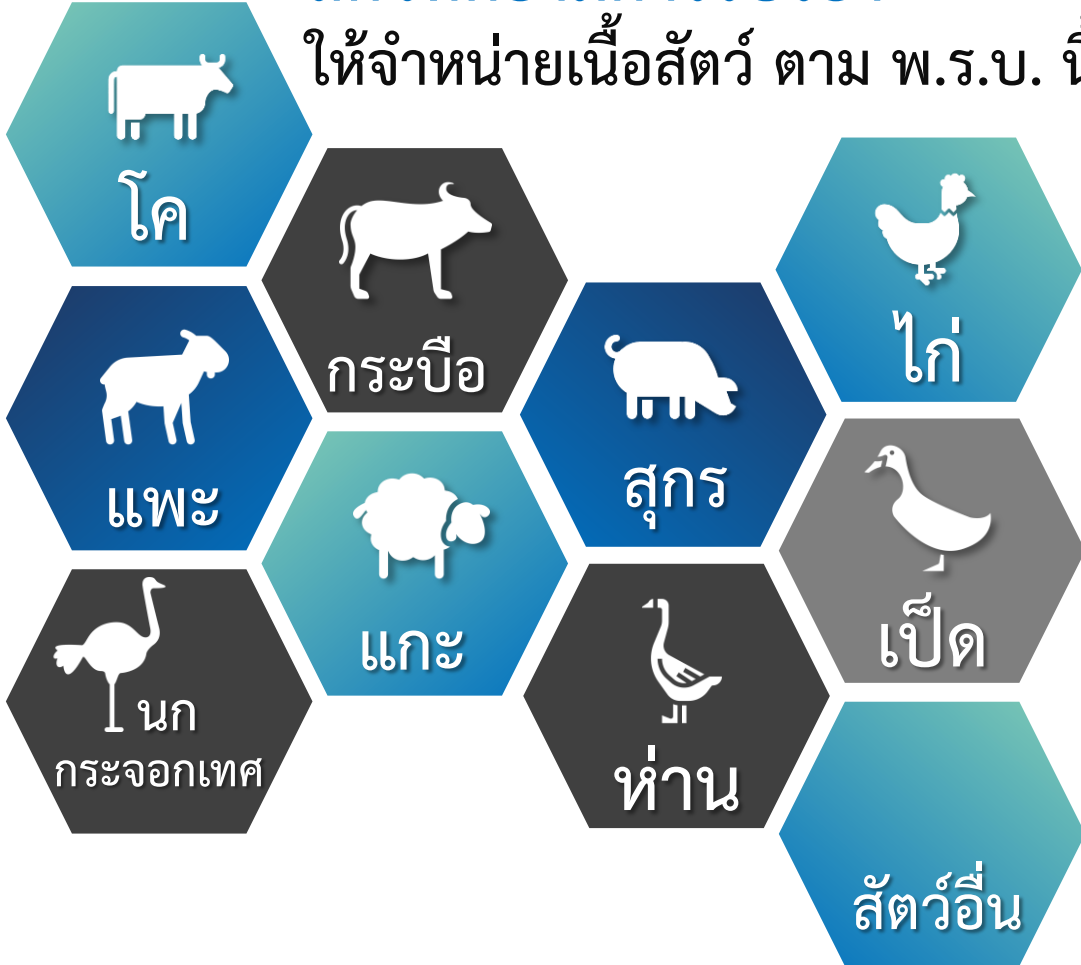 ให้จำหน่ายเนื้อสัตว์ ตาม พ.ร.บ.
โค
กระบือ
ไก่
แพะ
สุกร
แกะ
เป็ด
นก
กระจอกเทศ
ห่าน
สัตว์อื่น